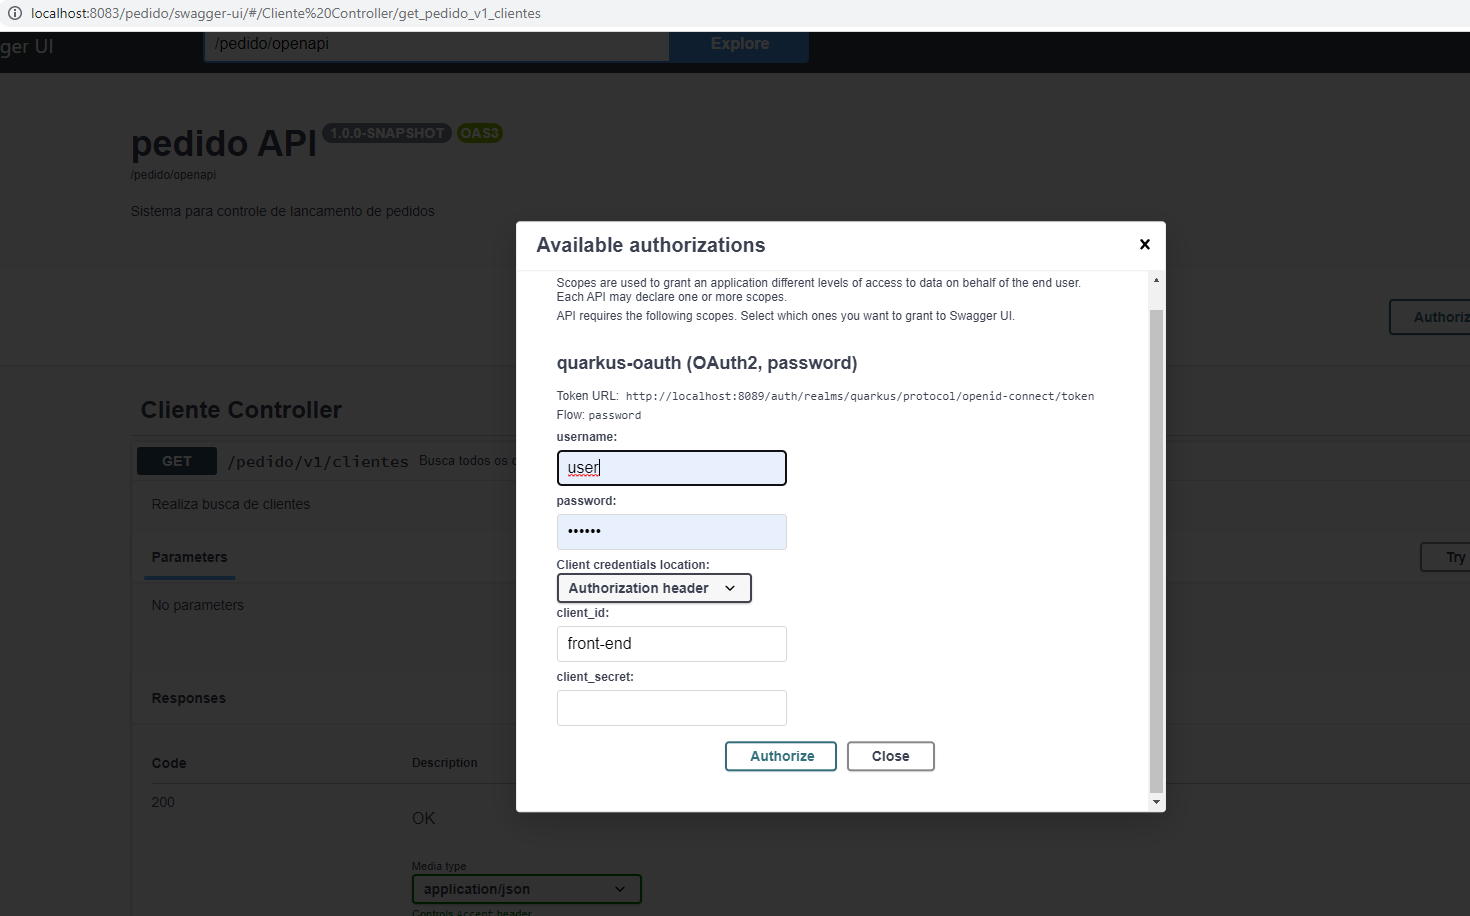 localhost:8083/pedido/swagger-ui/#/Cliente%20Controller/get_pedido_v1_clientes
ger UI
/pedido/openapi
Explore
pedido API 1.0.0-SNAPSHOT OAS3
/pedido/openapi
Sistema para controle de lancamento de pedidos
Authoriz
Cliente Controller
GET /pedido/v1/clientes Busca todos os c
Realiza busca de clientes
Parameters
Try
No parameters
Responses
Code Description
200
OK
Media type
application/json
Controls Accept header
Available authorizations
x
Scopes are used to grant an application different levels of access to data on behalf of the end user.
Each API may declare one or more scopes.
API requires the following scopes. Select which ones you want to grant to Swagger UI.
quarkus-oauth (OAuth2, password)
Token URL: http://localhost:8089/auth/realms/quarkus/protocol/openid-connect/token
Flow: password
username:
user
password:
••••••
Client credentials location:
Authorization header
client_id:
front-end
client_secret:
Authorize Close